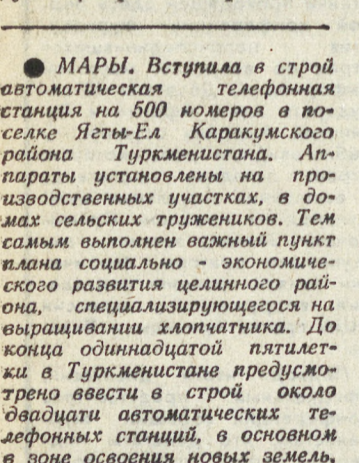 ● МАРЫ. Вступила в строй
автоматическая телефонная
станция на 500 номеров в по-
селке Ягты-Ел Каракумского
района Туркменистана. Ап-
параты установлены на про-
изводственных участках, в до-
мах сельских тружеников. Тем
самым выполнен важный пункт
плана социально - экономиче-
ского развития целинного рай-
она, специализирующегося на
выращивании хлопчатника. До
конца одиннадцатой пятилет-
ки в Туркменистане предусмо-
трено ввести в строй около
двадцати автоматических те-
лефонных станций, в основном
в зоне освоения новых земель,